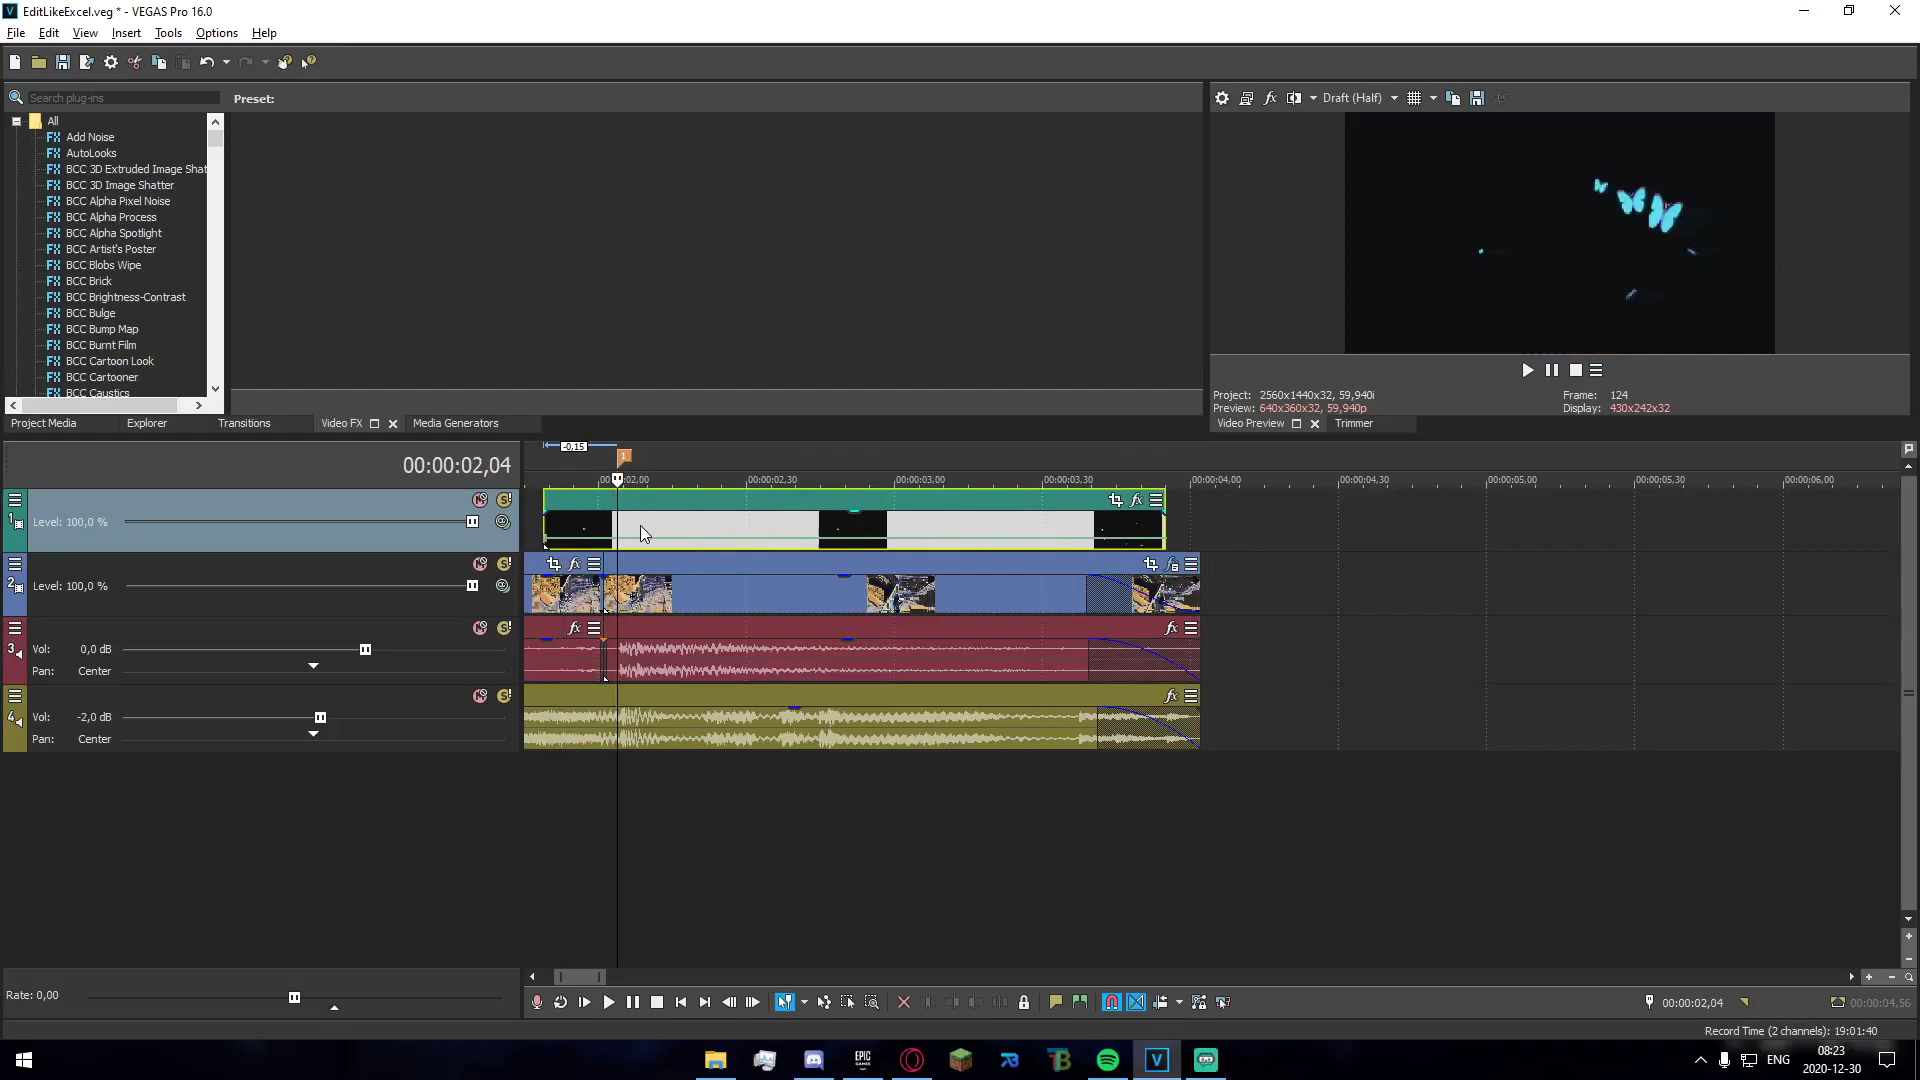 EditLikeExcel.veg * - VEGAS Pro 16.0
File Edit View Insert Tools Options Help
Search plug-ins
Preset:
Draft (Half)
All
Add Noise
AutoLooks
BCC 3D Extruded Image Shat
BCC 3D Image Shatter
BCC Alpha Pixel Noise
BCC Alpha Process
BCC Alpha Spotlight
BCC Artist's Poster
BCC Blobs Wipe
BCC Brick
BCC Brightness-Contrast
BCC Bulge
BCC Bump Map
BCC Burnt Film
BCC Cartoon Look
BCC Cartooner
BCC Caustics
Project: 2560x1440x32, 59,940i
Frame: 124
Preview: 640x360x32, 59,940p
Display: 430x242x32
Project Media Explorer Transitions Video FX Media Generators
Video Preview Trimmer
-0,15
1
00:00:02,04
00:00:02,30 00:00:03,00 00:00:03,30 00:00:04,00 00:00:04,30 00:00:05,00 00:00:05,30 00:00:06,00
1
Level: 100,0 %
2
Level: 100,0 %
3
Vol: 0,0 dB
Pan: Center
4
Vol: -2,0 dB
Pan: Center
Rate: 0,00
00:00:02,04
00:00:04,56
Record Time (2 channels): 19:01:40
EPIC GAMES
ENG
08:23
2020-12-30